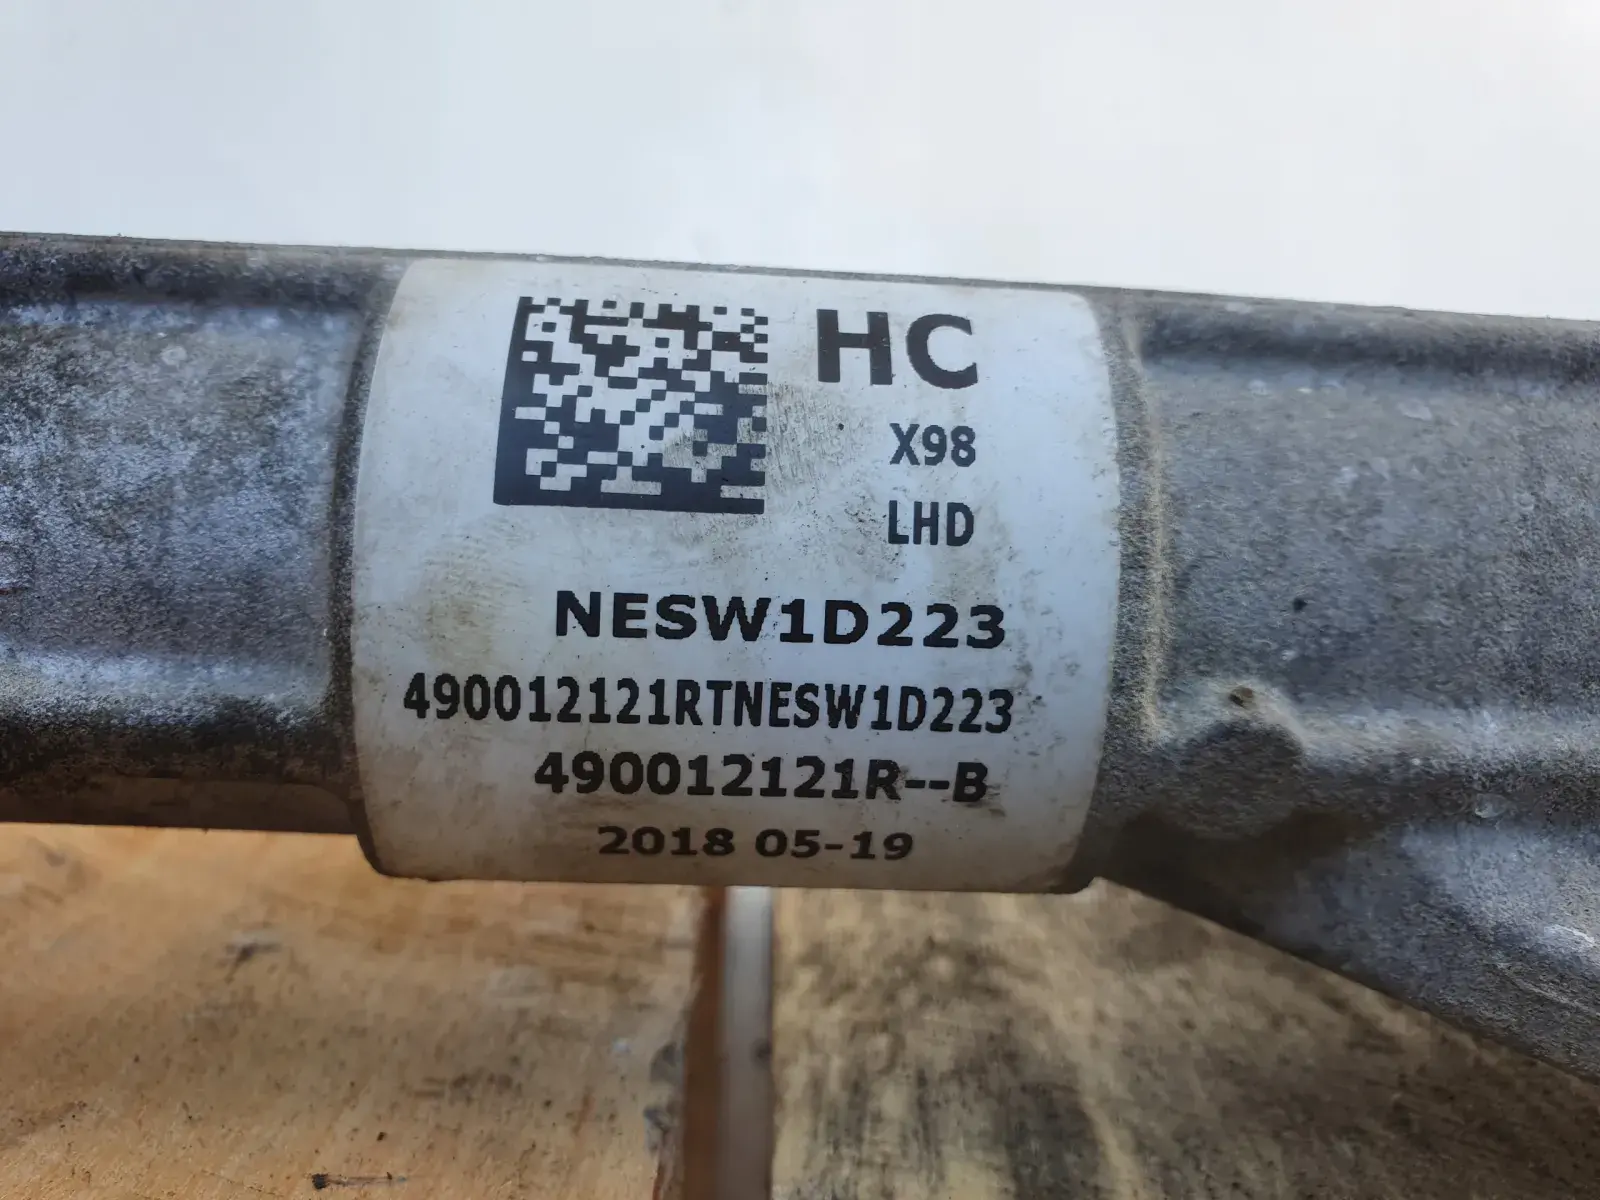 HC
X98
LHD
NESW1D223
490012121RTNESW1D223
490012121R--B
2018 05-19